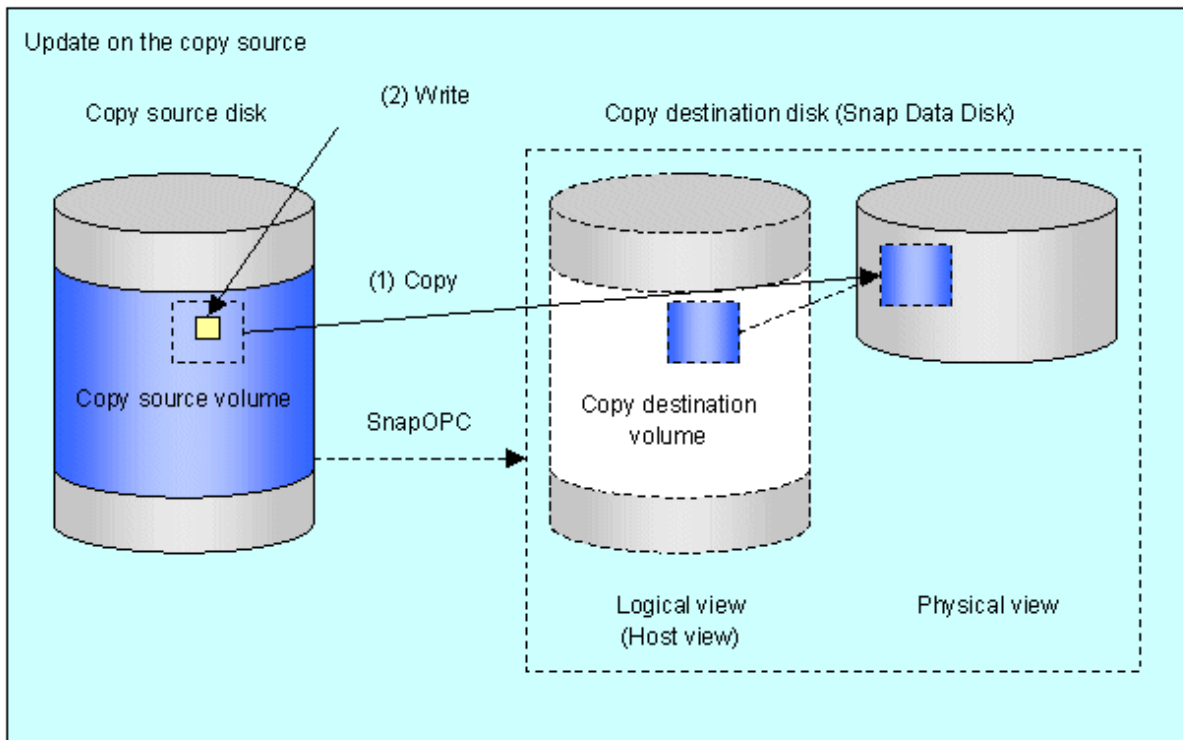 Update on the copy source
(2) Write
Copy source disk
Copy destination disk (Snap Data Disk)
(1) Copy
Copy source volume
Copy destination
volume
SnapOPC
Logical view
(Host view)
Physical view